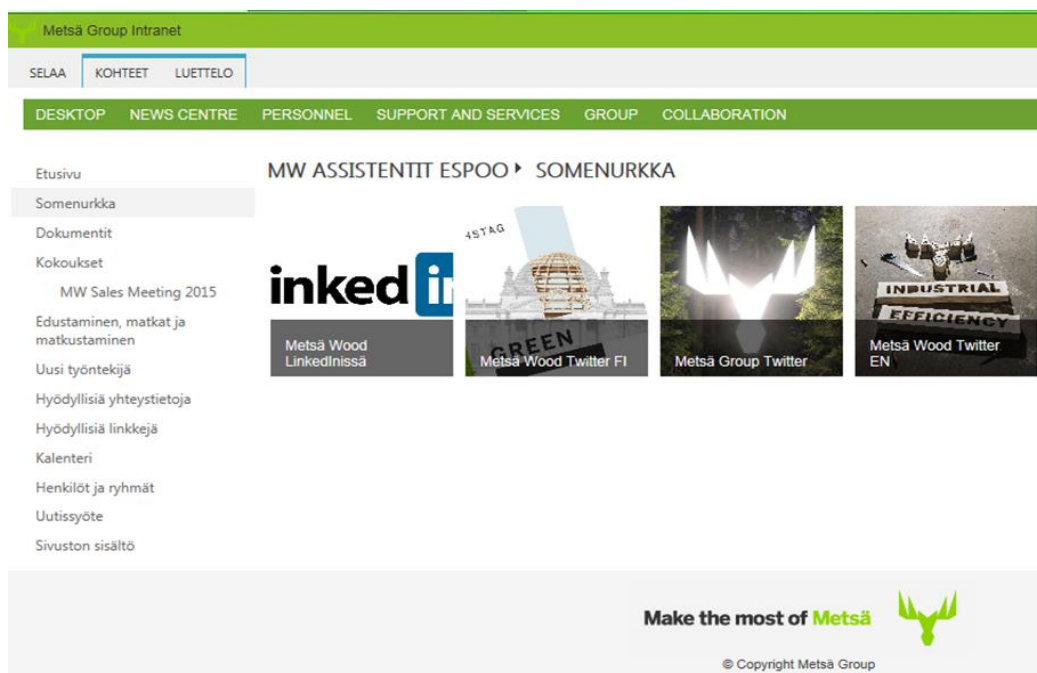 Metsä Group Intranet
SELAA KOHTEET LUETTELO
DESKTOP NEWS CENTRE PERSONNEL SUPPORT AND SERVICES GROUP COLLABORATION
Etusivu
Somenurkka
Dokumentit
Kokoukset
MW Sales Meeting 2015
Edustaminen, matkat ja
matkustaminen
Uusi työntekijä
Hyödyllisiä yhteystietoja
Hyödyllisiä linkkejä
Kalenteri
Henkilöt ja ryhmät
Uutissyöte
Sivuston sisältö
MW ASSISTENTIT ESPOO SOMENURKKA
inked in
Metsä Wood
LinkedInissä
GREEN
Metsä Wood Twitter FI
Metsä Group Twitter
INDUSTRIAL
EFFICIENCY
Metsä Wood Twitter
EN
Make the most of Metsä
© Copyright Metsä Group